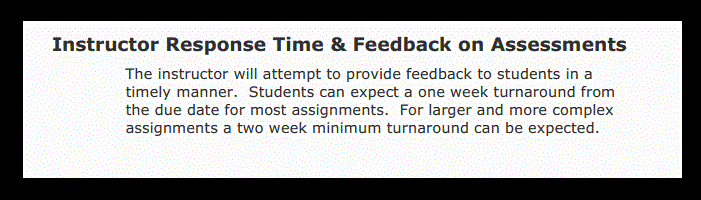 Instructor Response Time & Feedback on Assessments
The instructor will attempt to provide feedback to students in a
timely manner.  Students can expect a one week turnaround from
the due date for most assignments.  For larger and more complex
assignments a two week minimum turnaround can be expected.